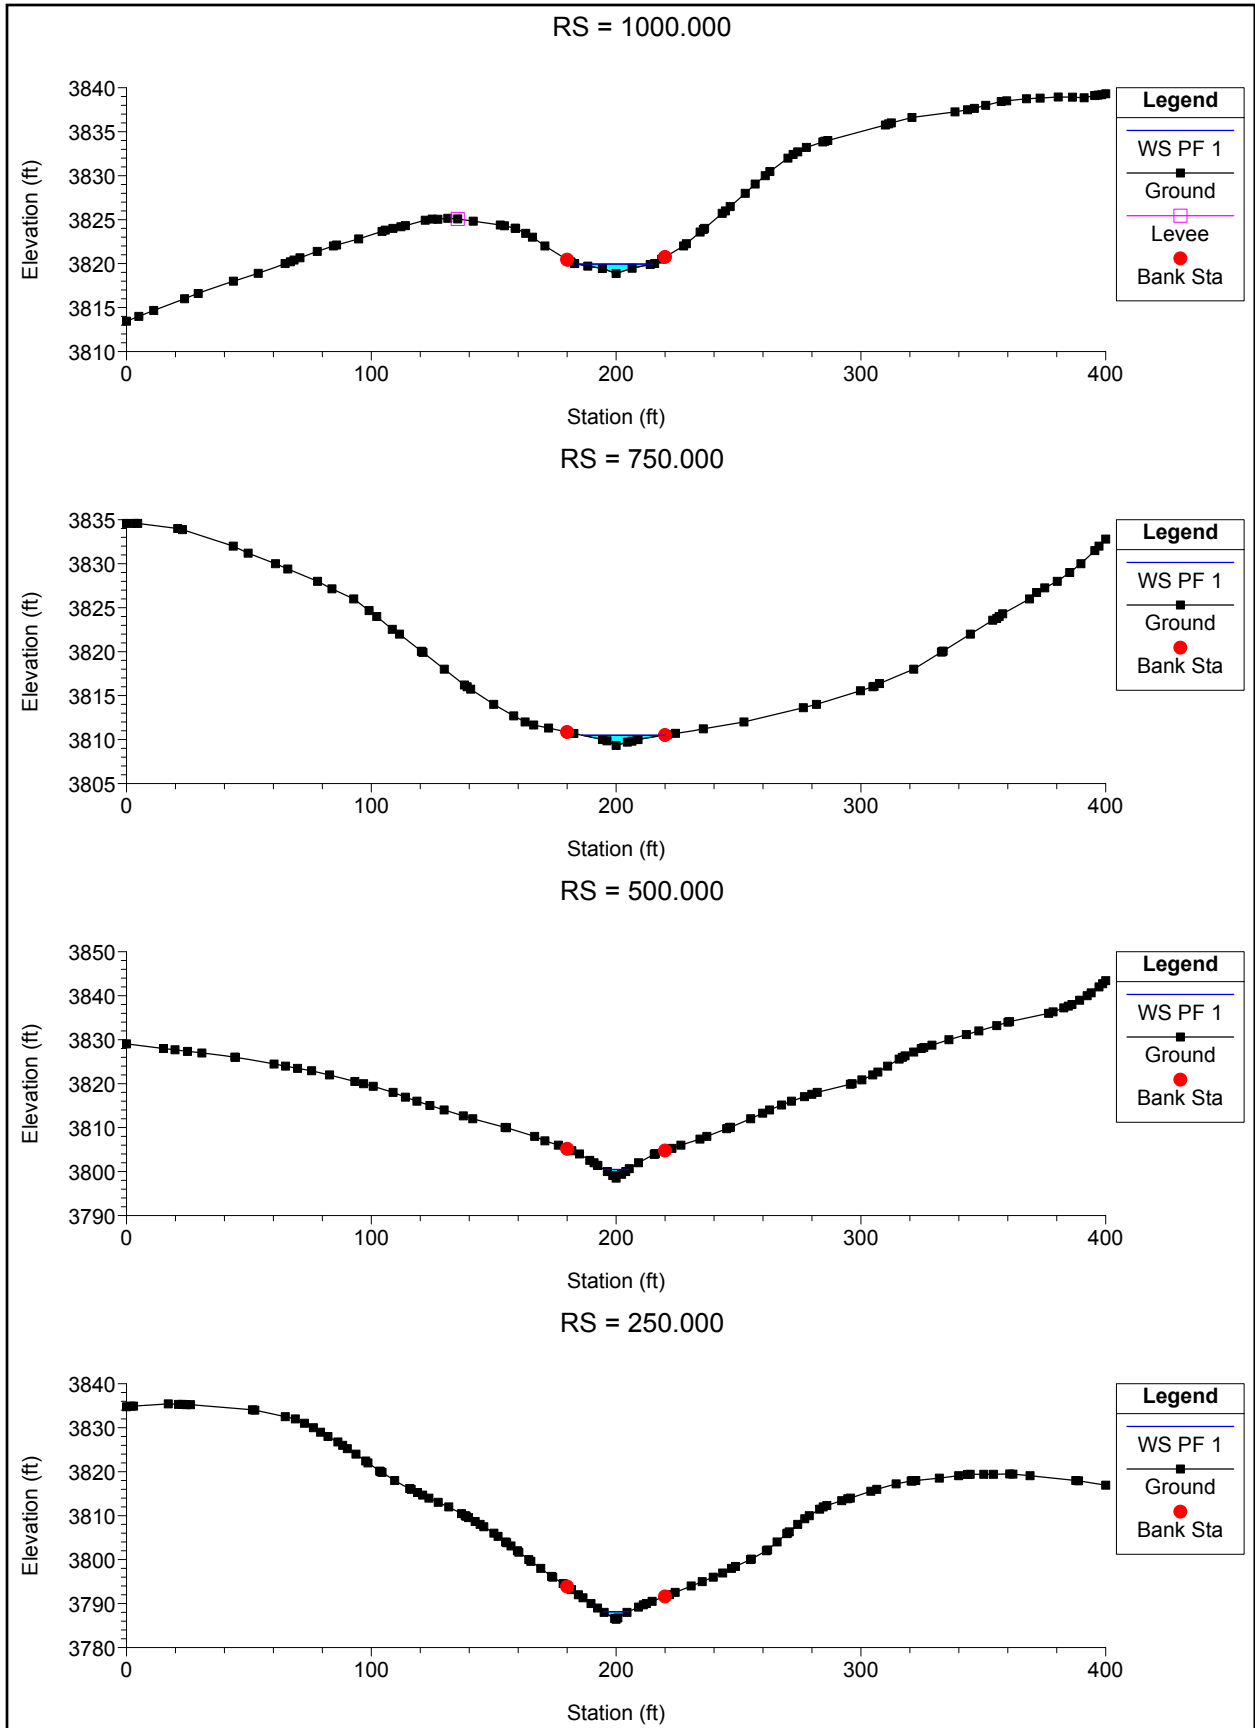 RS = 1000.000
3840
3835
3830
3825
3820
3815
3810
Elevation (ft)
0 100 200 300 400
Station (ft)
Legend
WS PF 1
Ground
Levee
Bank Sta
RS = 750.000
3835
3830
3825
3820
3815
3810
3805
Elevation (ft)
0 100 200 300 400
Station (ft)
Legend
WS PF 1
Ground
Bank Sta
RS = 500.000
3850
3840
3830
3820
3810
3800
3790
Elevation (ft)
0 100 200 300 400
Station (ft)
Legend
WS PF 1
Ground
Bank Sta
RS = 250.000
3840
3830
3820
3810
3800
3790
3780
Elevation (ft)
0 100 200 300 400
Station (ft)
Legend
WS PF 1
Ground
Bank Sta